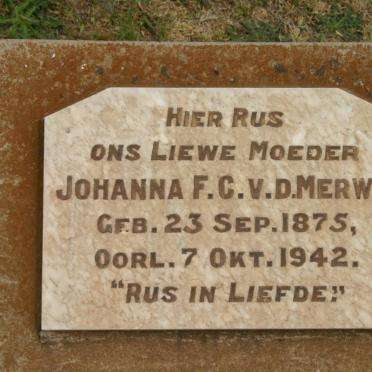 HIER RUS
ONS LIEWE MOEDER
JOHANNA F.C.V.D.MERW
GEB. 23 SEP.1875,
OORL. 7 OKT.1942.
"RUS IN LIEFDE."